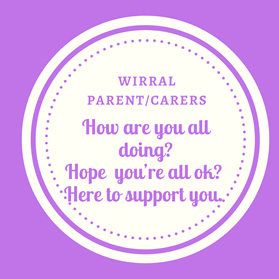 WIRRAL
PARENT/CARERS
How are you all
doing?
Hope you're all ok?
Here to support you..